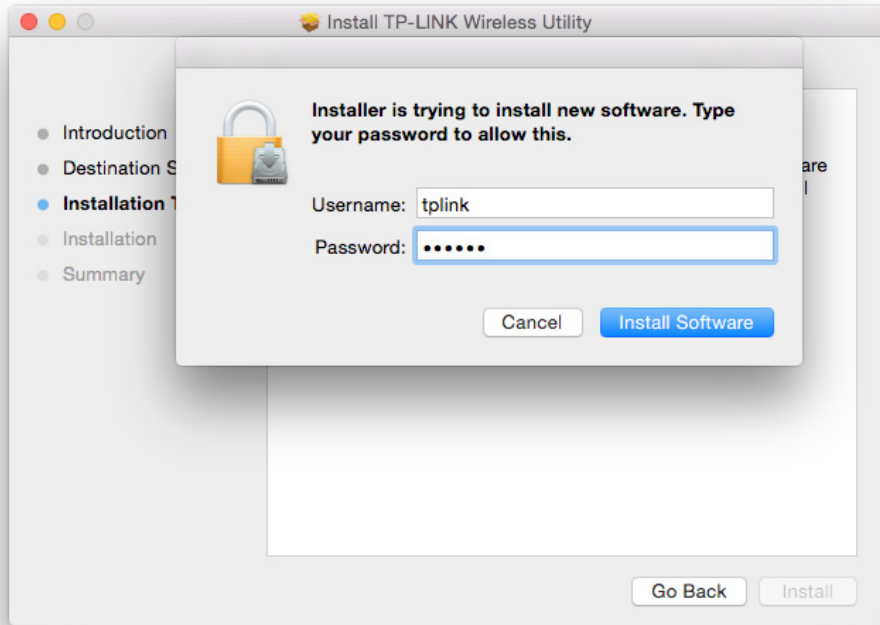 Install TP-LINK Wireless Utility
Introduction
Destination S
Installation T
Installation
Summary
Installer is trying to install new software. Type
your password to allow this.
Username: tplink
Password: ••••••
Cancel Install Software
are
Go Back Install